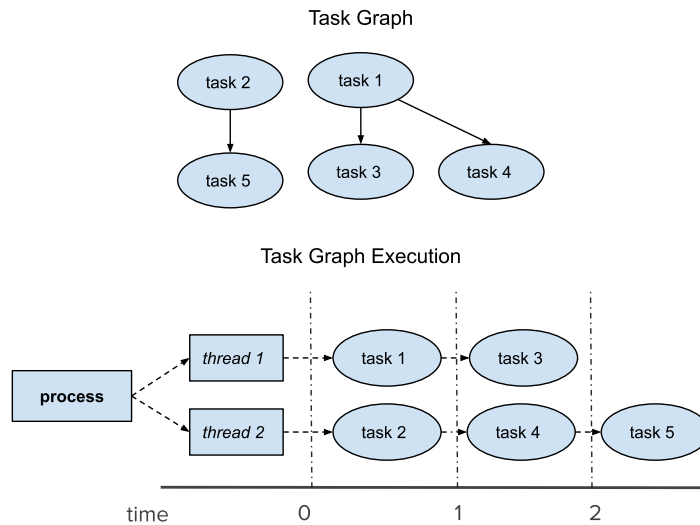 Task Graph
task 2
task 1
task 5
task 3
task 4
Task Graph Execution
thread 1
task 1
task 3
process
thread 2
task 2
task 4
task 5
time
0
1
2